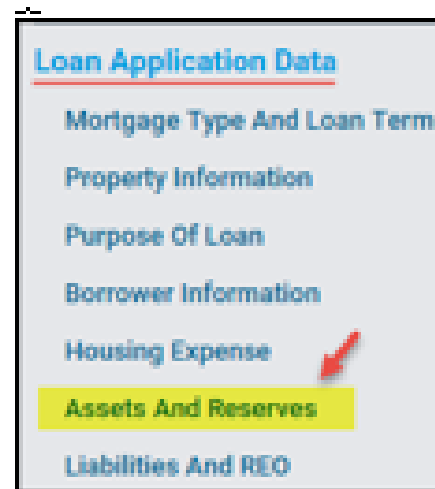 Loan Application Data
Mortgage Type And Loan Term
Property Information
Purpose Of Loan
Borrower Information
Housing Expense
Assets And Reserves
Liabilities And REO